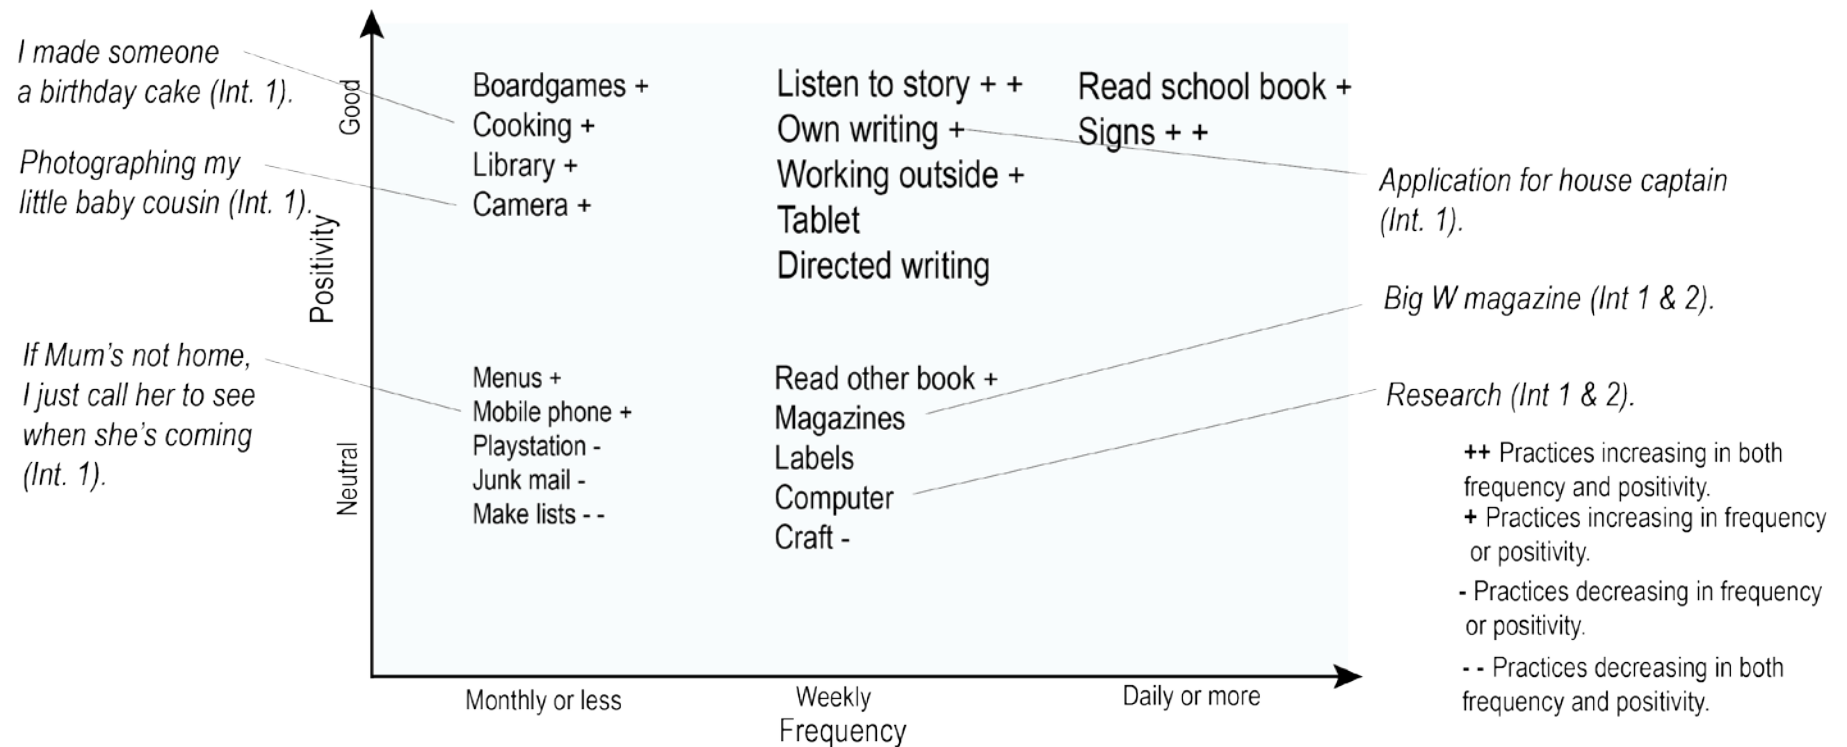 I made someone
a birthday cake (Int. 1).
Photographing my
little baby cousin (Int. 1).
If Mum's not home,
I just call her to see
when she's coming
(Int. 1).
Good
Positivity
Neutral
Boardgames +
Cooking +
Library +
Camera +
Listen to story + +
Own writing +
Working outside +
Tablet
Directed writing
Read school book +
Signs + +
Menus +
Mobile phone +
Playstation -
Junk mail -
Make lists - -
Read other book +
Magazines
Labels
Computer
Craft -
Application for house captain
(Int. 1).
Big W magazine (Int 1 & 2).
Research (Int 1 & 2).
++ Practices increasing in both
frequency and positivity.
+ Practices increasing in frequency
or positivity.
- Practices decreasing in frequency
or positivity.
- - Practices decreasing in both
frequency and positivity.
Monthly or less
Weekly
Daily or more
Frequency